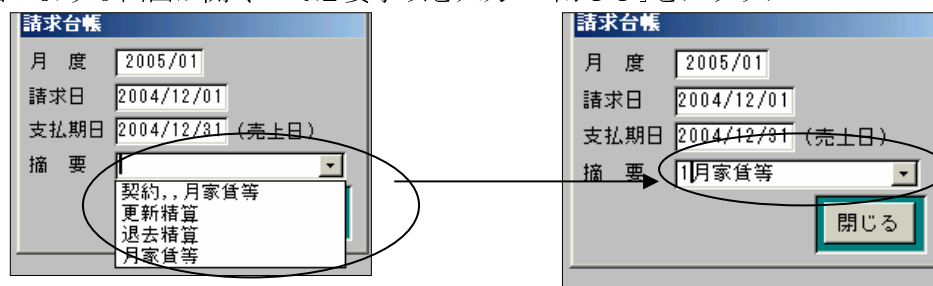 請求台帳
月 度 2005/01
請求日 2004/12/01
支払期日 2004/12/31 (売上日)
摘 要
契約,,月家賃等
更新精算
退去精算
月家賃等
請求台帳
月 度 2005/01
請求日 2004/12/01
支払期日 2004/12/31 (売上日)
摘 要 1月家賃等
閉じる